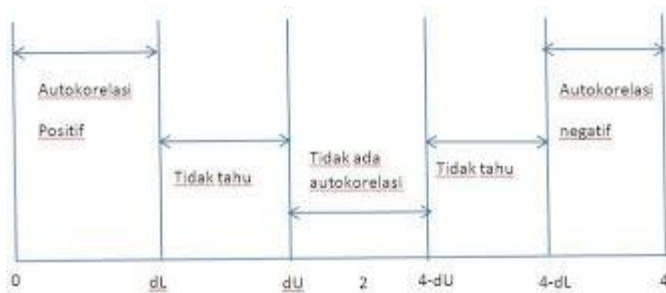 Autokorelasi
Positif
Tidak tahu
Tidak ada
autokorelasi
Tidak tahu
Autokorelasi
negatif
0 dL dU 2 4-dU 4-dL 4